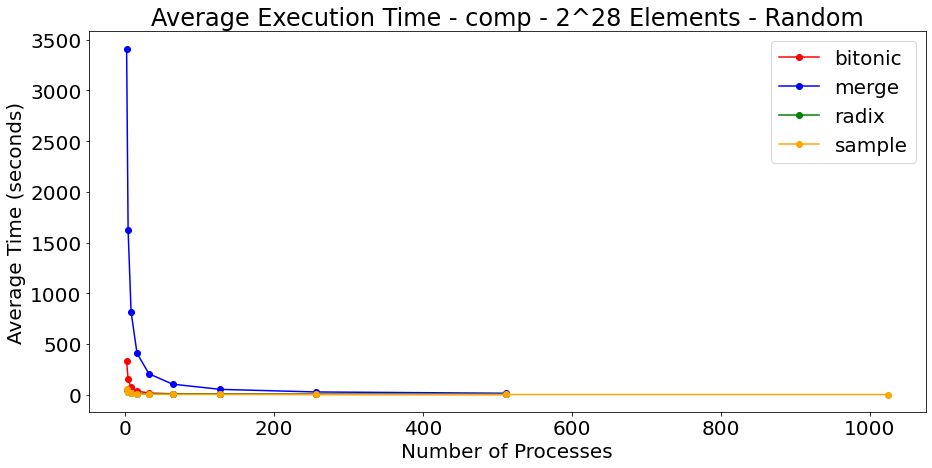 Average Execution Time - comp - 2^28 Elements - Random
Average Time (seconds)
3500
3000
2500
2000
1500
1000
500
0
bitonic
merge
radix
sample
0 200 400 600 800 1000
Number of Processes